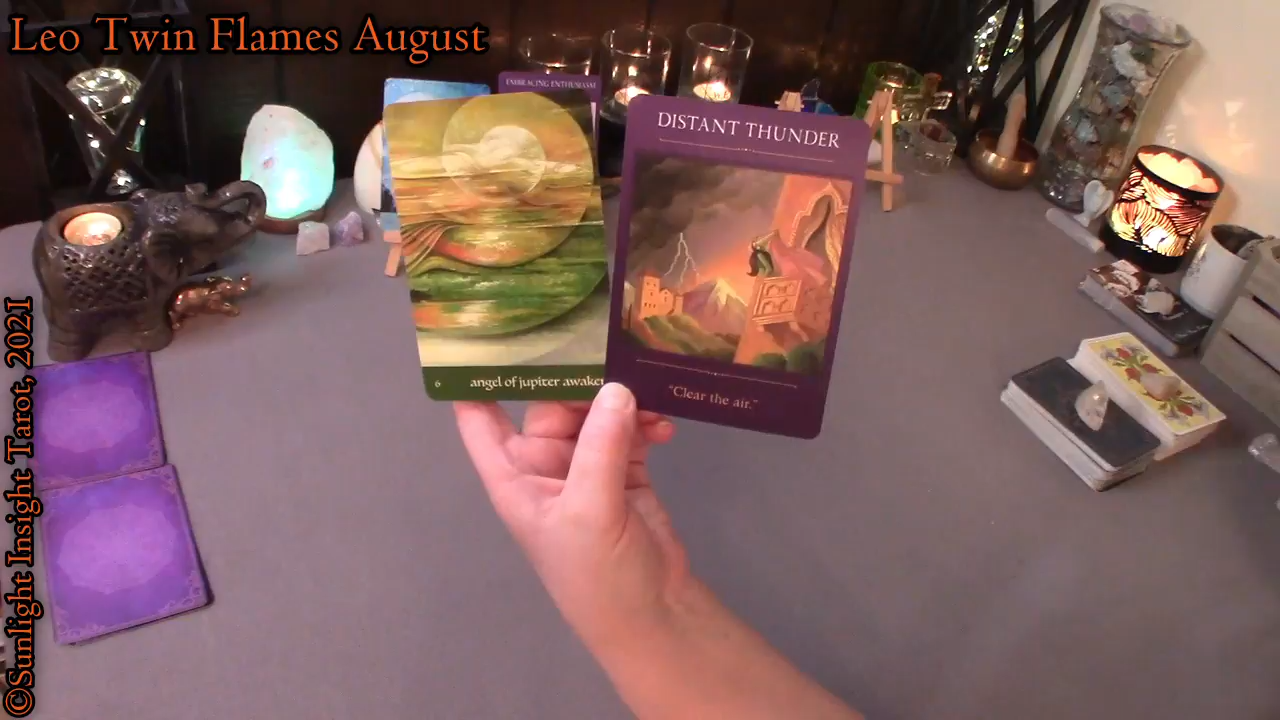 Leo Twin Flames August
EMBRACING ENTHUSIASM
DISTANT THUNDER
"Clear the air."
6
angel of jupiter
©Sunlight Insight Tarot, 2021